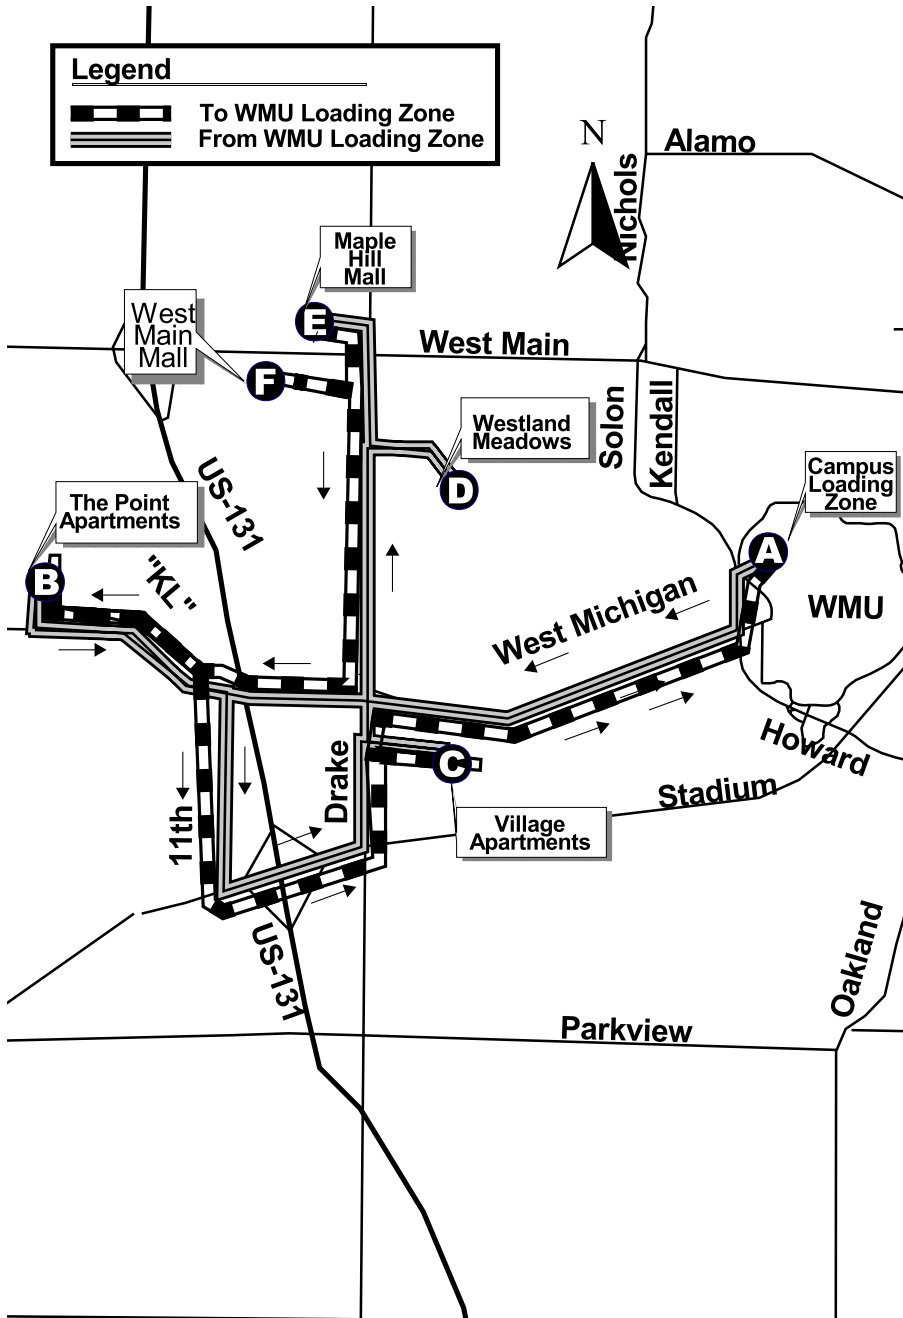 Legend
To WMU Loading Zone
From WMU Loading Zone
N
Alamo
Nichols
Maple
Hill
Mall
E
West
Main
Mall
F
West Main
Solon
Kendall
Westland
Meadows
D
Campus
Loading
Zone
A
US-131
The Point
Apartments
B
"KL"
West Michigan
WMU
Howard
C
Drake
Stadium
Village
Apartments
11th
US-131
Oakland
Parkview